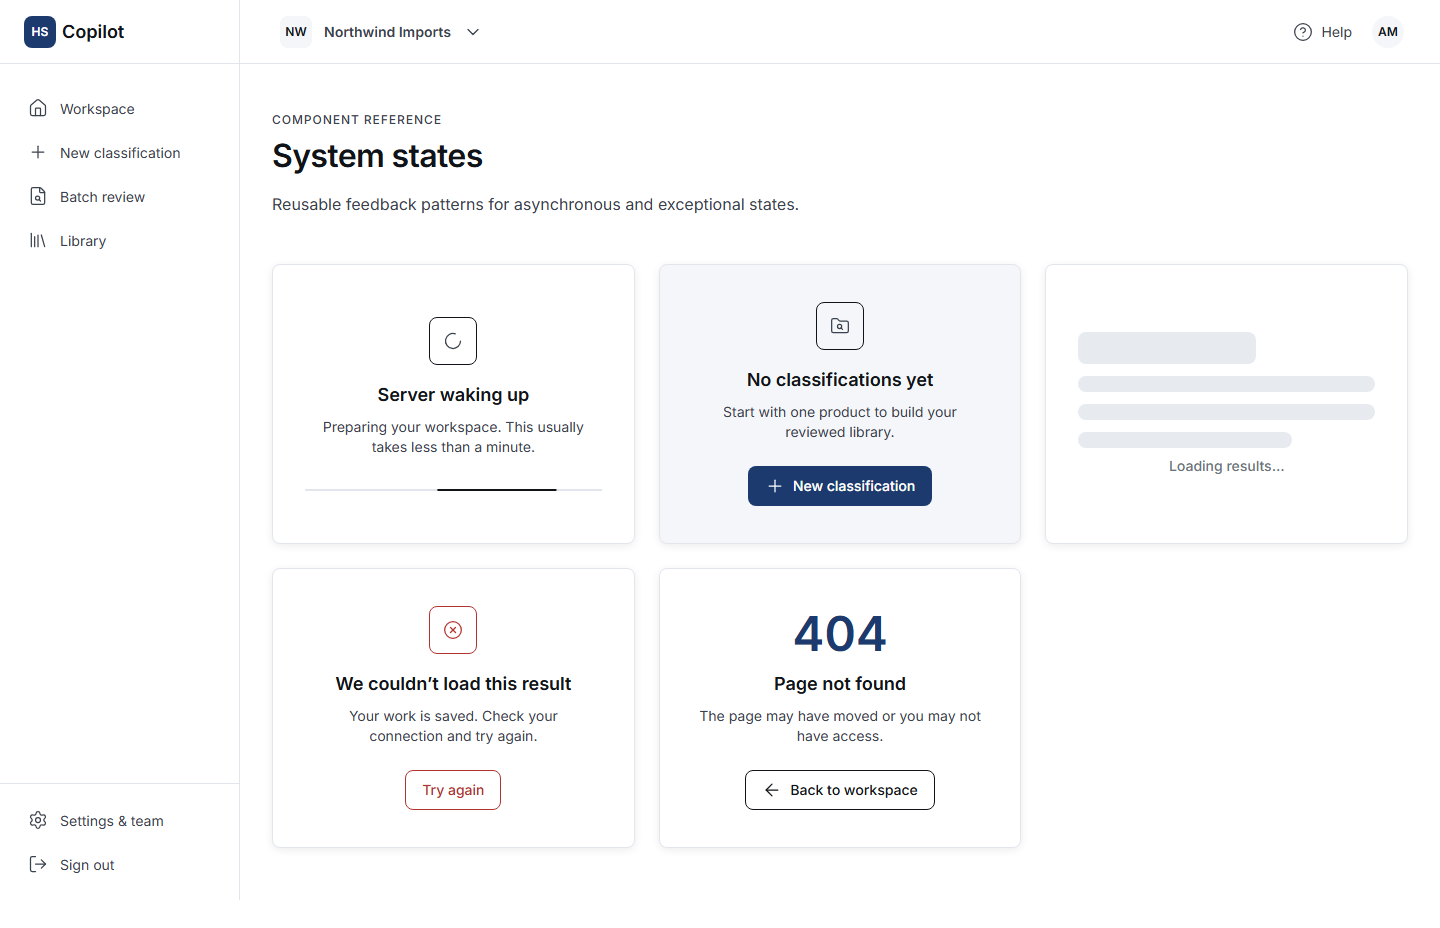 HS Copilot
NW Northwind Imports
Help
AM
Workspace
New classification
Batch review
Library
Settings & team
Sign out
COMPONENT REFERENCE
System states
Reusable feedback patterns for asynchronous and exceptional states.
Server waking up
Preparing your workspace. This usually
takes less than a minute.
No classifications yet
Start with one product to build your
reviewed library.
New classification
Loading results...
We couldn’t load this result
Your work is saved. Check your
connection and try again.
Try again
404
Page not found
The page may have moved or you may not
have access.
Back to workspace